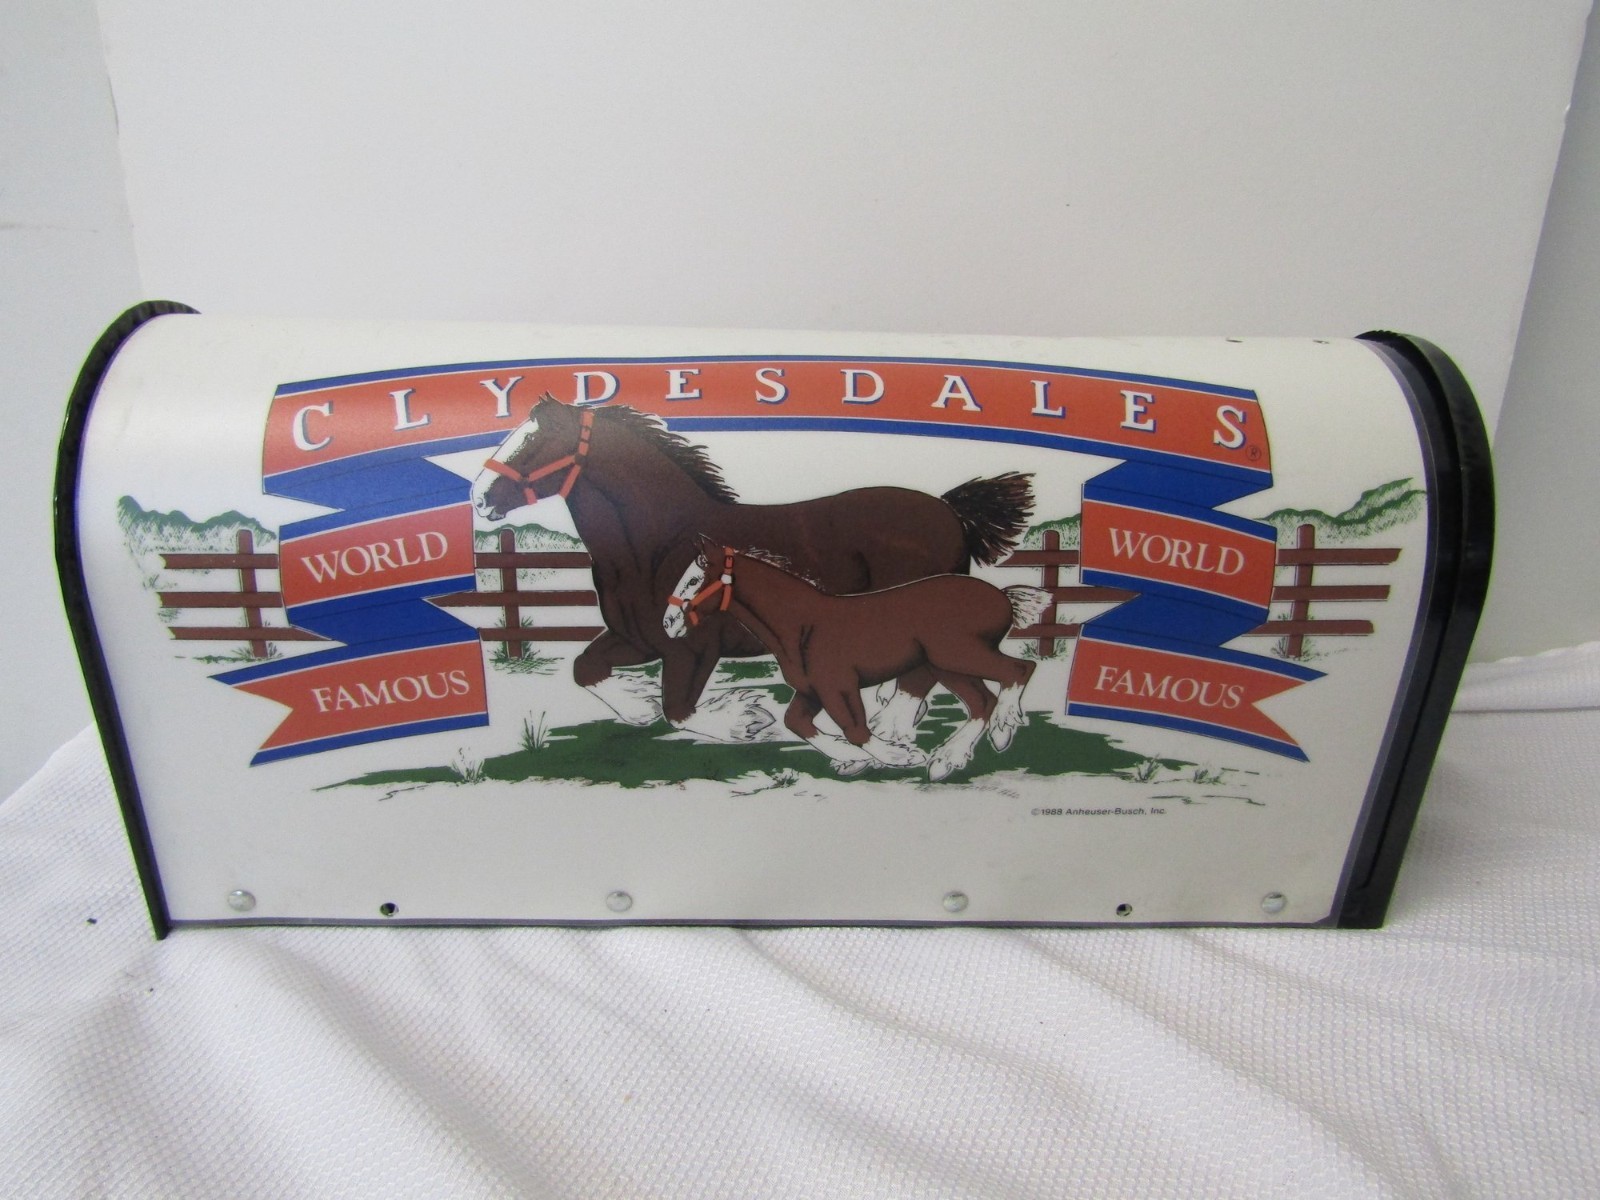 CLYDESDALES®
WORLD
FAMOUS
WORLD
FAMOUS
©1988 Anheuser-Busch, Inc.